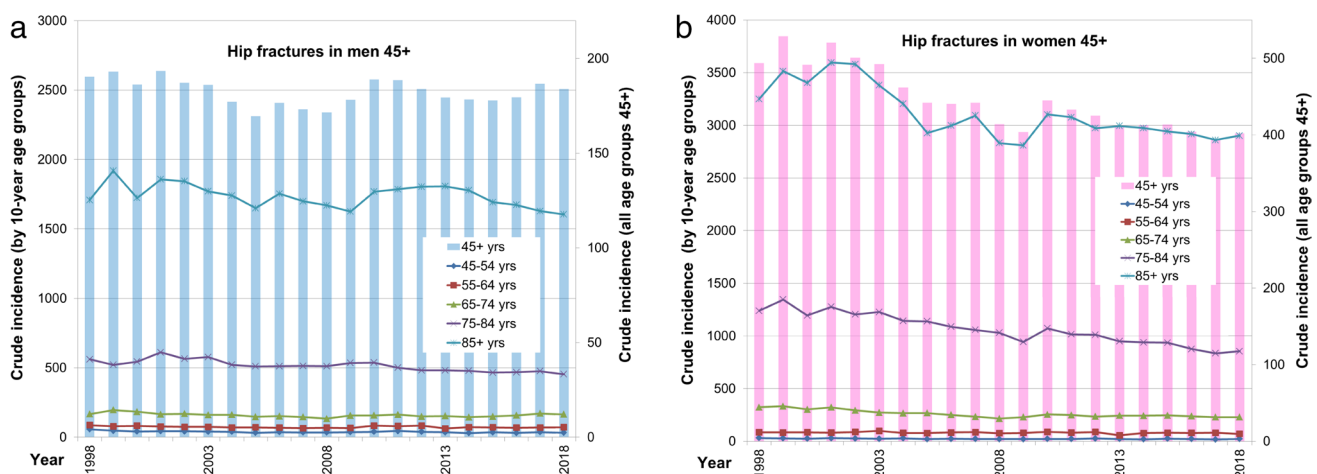 a
Hip fractures in men 45+
Crude incidence (by 10-year age groups)
3000
2500
2000
1500
1000
500
0
200
150
100
50
0
Crude incidence (all age groups 45+)
45+ yrs
45-54 yrs
55-64 yrs
65-74 yrs
75-84 yrs
85+ yrs
Year
1998
2003
2008
2013
2018
b
Hip fractures in women 45+
Crude incidence (by 10-year age groups)
4000
3500
3000
2500
2000
1500
1000
500
0
500
400
300
200
100
0
Crude incidence (all age groups 45+)
45+ yrs
45-54 yrs
55-64 yrs
65-74 yrs
75-84 yrs
85+ yrs
Year
1998
2003
2008
2013
2018